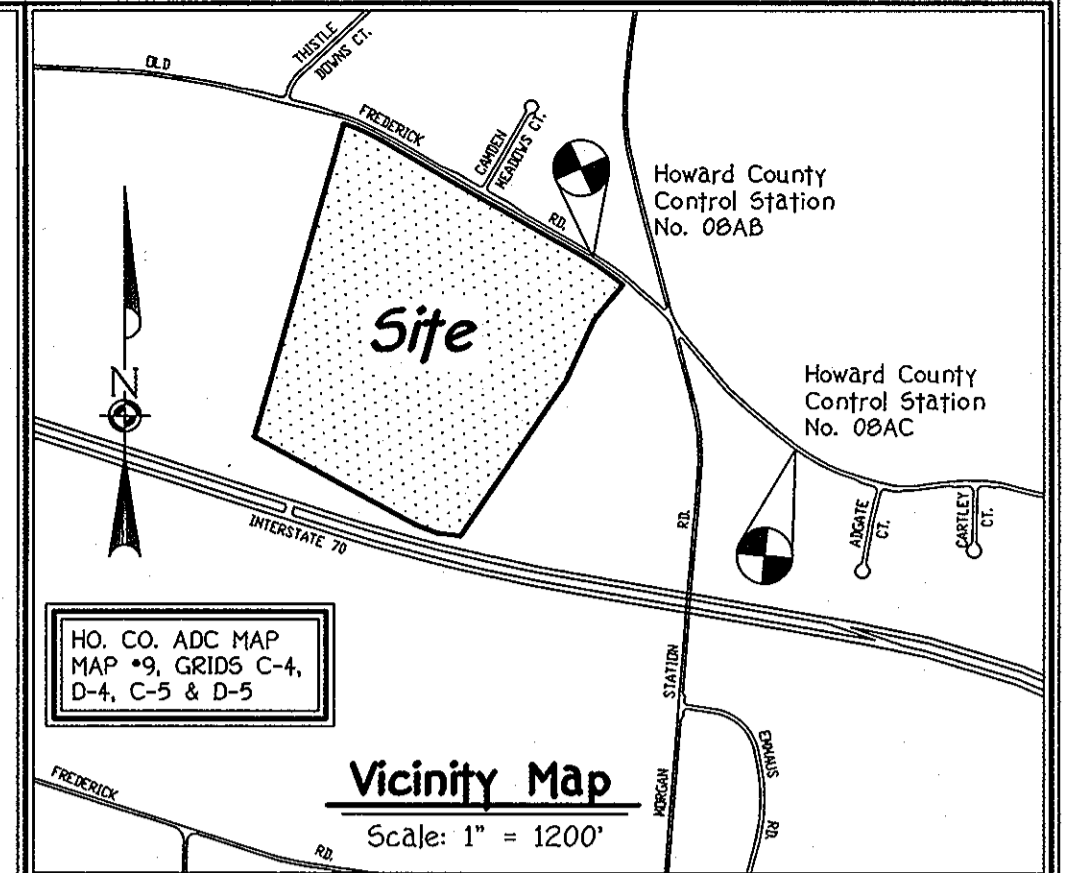 OLD
THISTLE
DOWNS CT.
FREDERICK
CAMDEN
MEADOWS CT.
RD.
Howard County
Control Station
No. 08AB
Site
N
Howard County
Control Station
No. 08AC
INTERSTATE 70
RD.
ADGATE
CT.
CARTLEY
CT.
HO. CO. ADC MAP
MAP •9, GRIDS C-4,
D-4, C-5 & D-5
STATION
EMMAUS
RD.
MORGAN
FREDERICK
RD.
Vicinity Map
Scale: 1" = 1200'